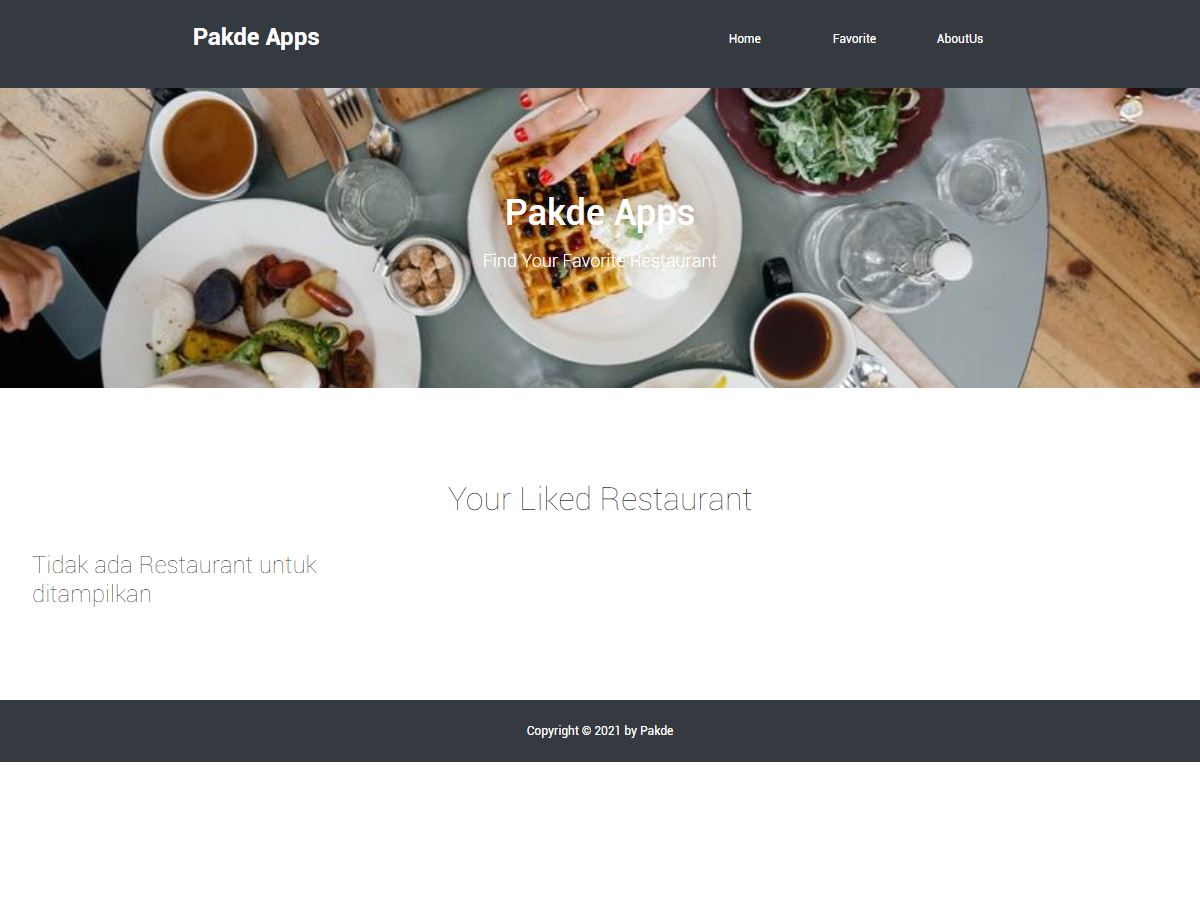 Pakde Apps
Home
Favorite
AboutUs
Pakde Apps
Find Your Favorite Restaurant
Your Liked Restaurant
Tidak ada Restaurant untuk
ditampilkan
Copyright © 2021 by Pakde